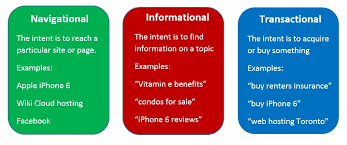 Navigational
The intent is to reach a
particular site or page.
Examples:
Apple iPhone 6
Wiki Cloud hosting
Facebook
Informational
The intent is to find
information on a topic
Examples:
"Vitamin e benefits"
"condos for sale"
"iPhone 6 reviews"
Transactional
The intent is to acquire
or buy something
Examples:
"buy renters insurance"
"buy iPhone 6"
"web hosting Toronto"